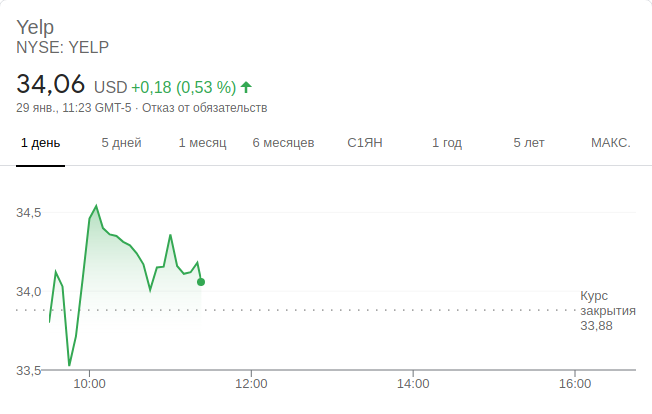 Yelp
NYSE: YELP
34,06 USD +0,18 (0,53 %)
29 янв., 11:23 GMT-5 · Отказ от обязательств
1 день 5 дней 1 месяц 6 месяцев С1ЯН 1 год 5 лет МАКС.
34,5
34,0
33,5
Курс
закрытия
33,88
10:00 12:00 14:00 16:00